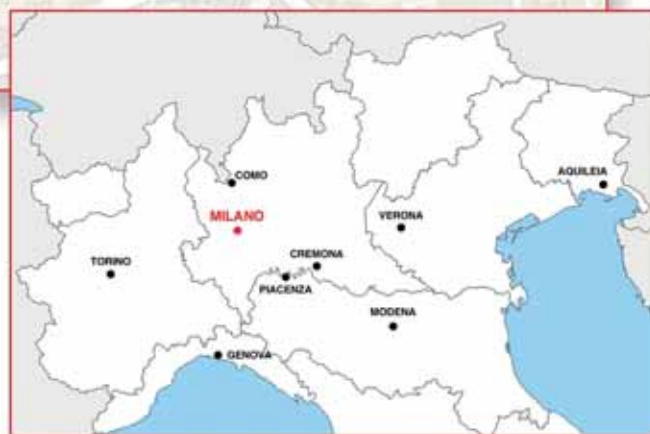 COMO
AQUILEIA
MILANO
VERONA
CREMONA
TORINO
PIACENZA
MODENA
GENOVA